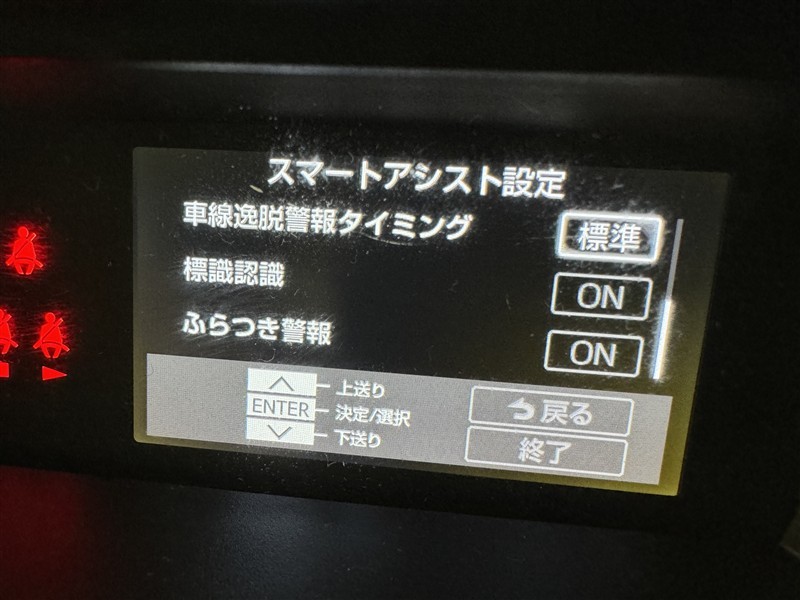 スマートアシスト設定
車線逸脱警報タイミング 標準
標識認識 ON
ふらつき警報 ON
上送り
ENTER 決定/選択
下送り
戻る
終了